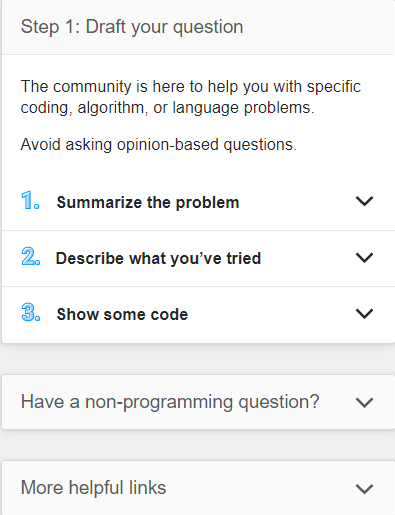 Step 1: Draft your question
The community is here to help you with specific
coding, algorithm, or language problems.
Avoid asking opinion-based questions.
1. Summarize the problem
2. Describe what you’ve tried
3. Show some code
Have a non-programming question?
More helpful links